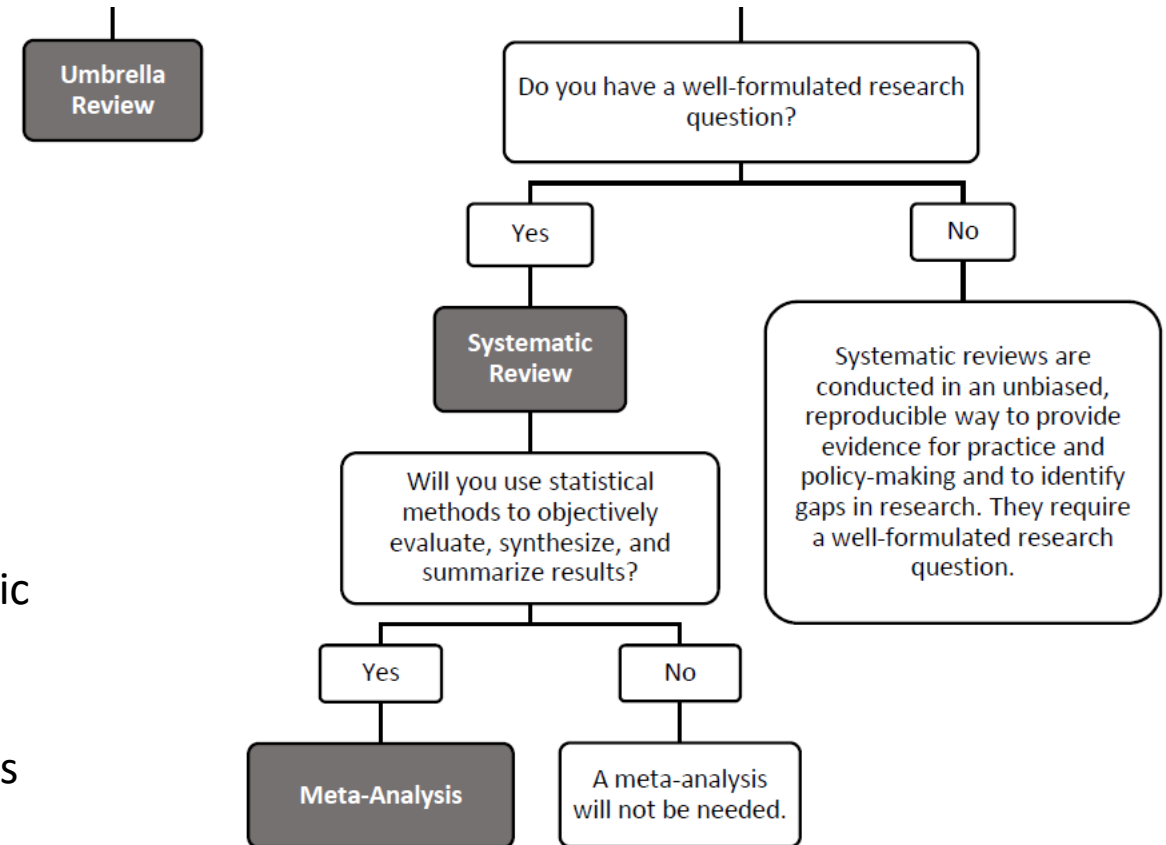 Umbrella
Review
Do you have a well-formulated research
question?
Yes
No
Systematic
Review
Systematic reviews are
conducted in an unbiased,
reproducible way to provide
evidence for practice and
policy-making and to identify
gaps in research. They require
a well-formulated research
question.
Will you use statistical
methods to objectively
evaluate, synthesize, and
summarize results?
ic
Yes
No
s
Meta-Analysis
A meta-analysis
will not be needed.